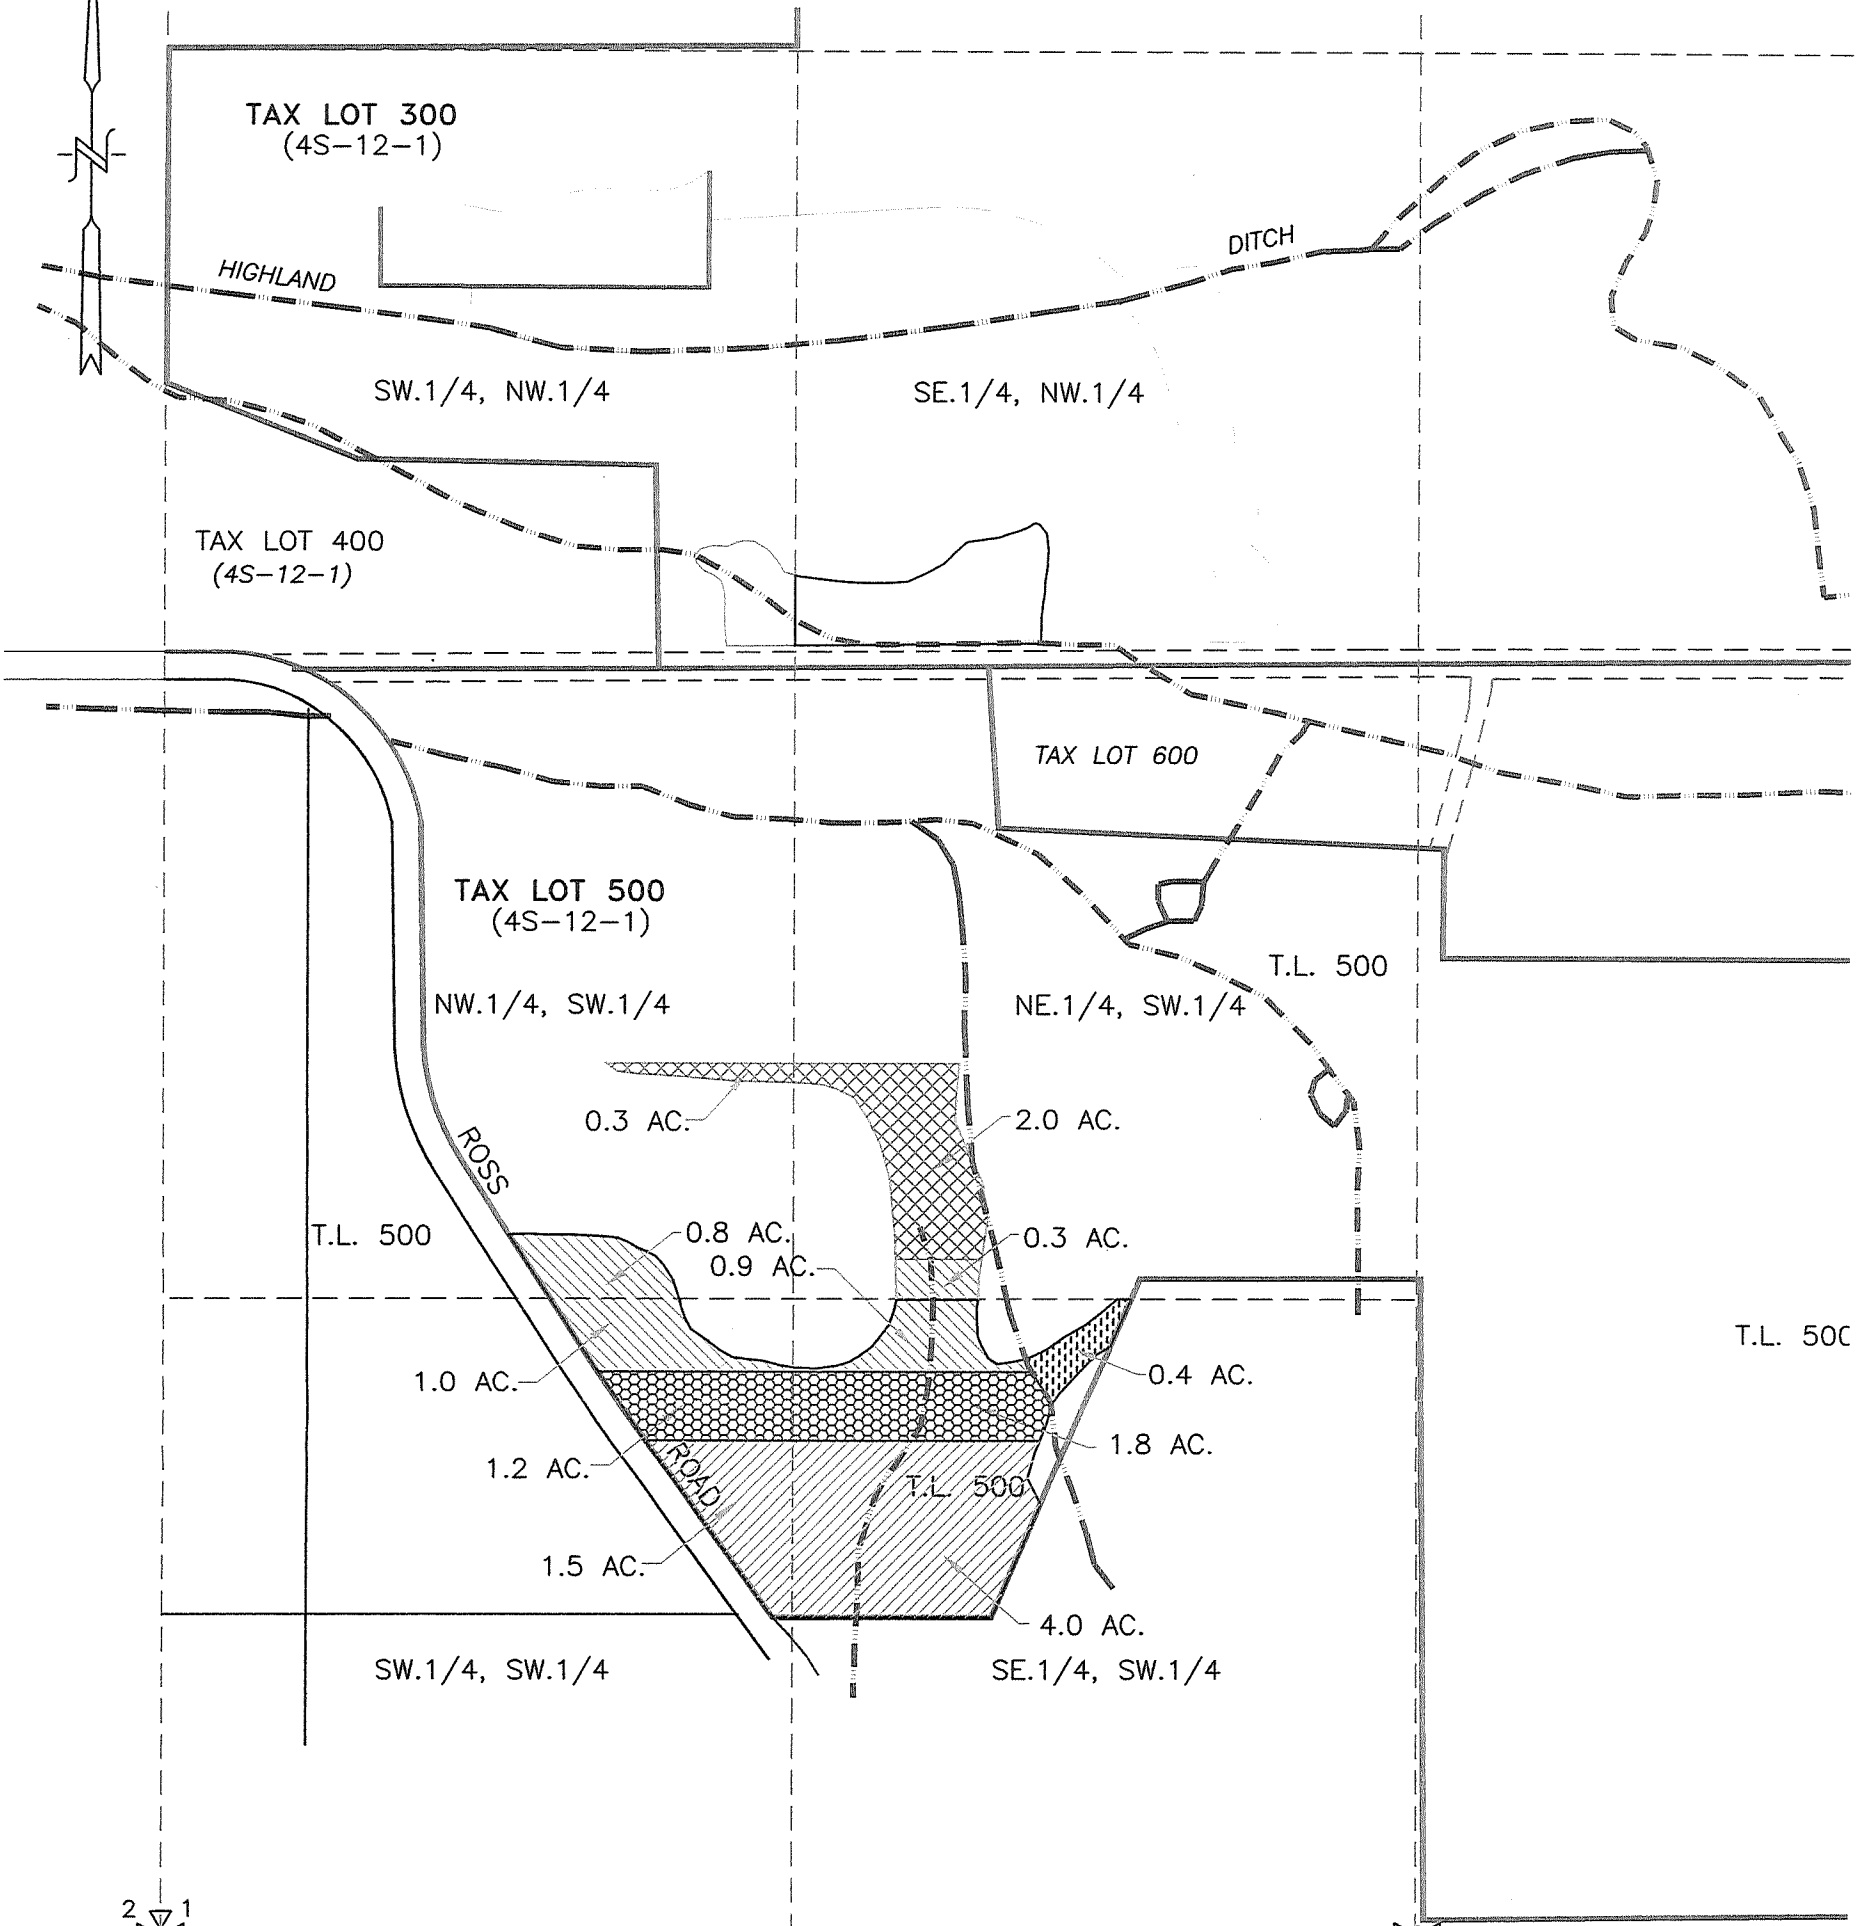 TAX LOT 300
(4S-12-1)
N
HIGHLAND
DITCH
SW.1/4, NW.1/4
SE.1/4, NW.1/4
TAX LOT 400
(4S-12-1)
TAX LOT 600
TAX LOT 500
(4S-12-1)
T.L. 500
NW.1/4, SW.1/4
NE.1/4, SW.1/4
0.3 AC.
2.0 AC.
ROSS
T.L. 500
0.8 AC.
0.3 AC.
0.9 AC.
T.L. 500
1.0 AC.
0.4 AC.
1.2 AC.
1.8 AC.
ROAD
T.L. 500
1.5 AC.
4.0 AC.
SW.1/4, SW.1/4
SE.1/4, SW.1/4
2 1